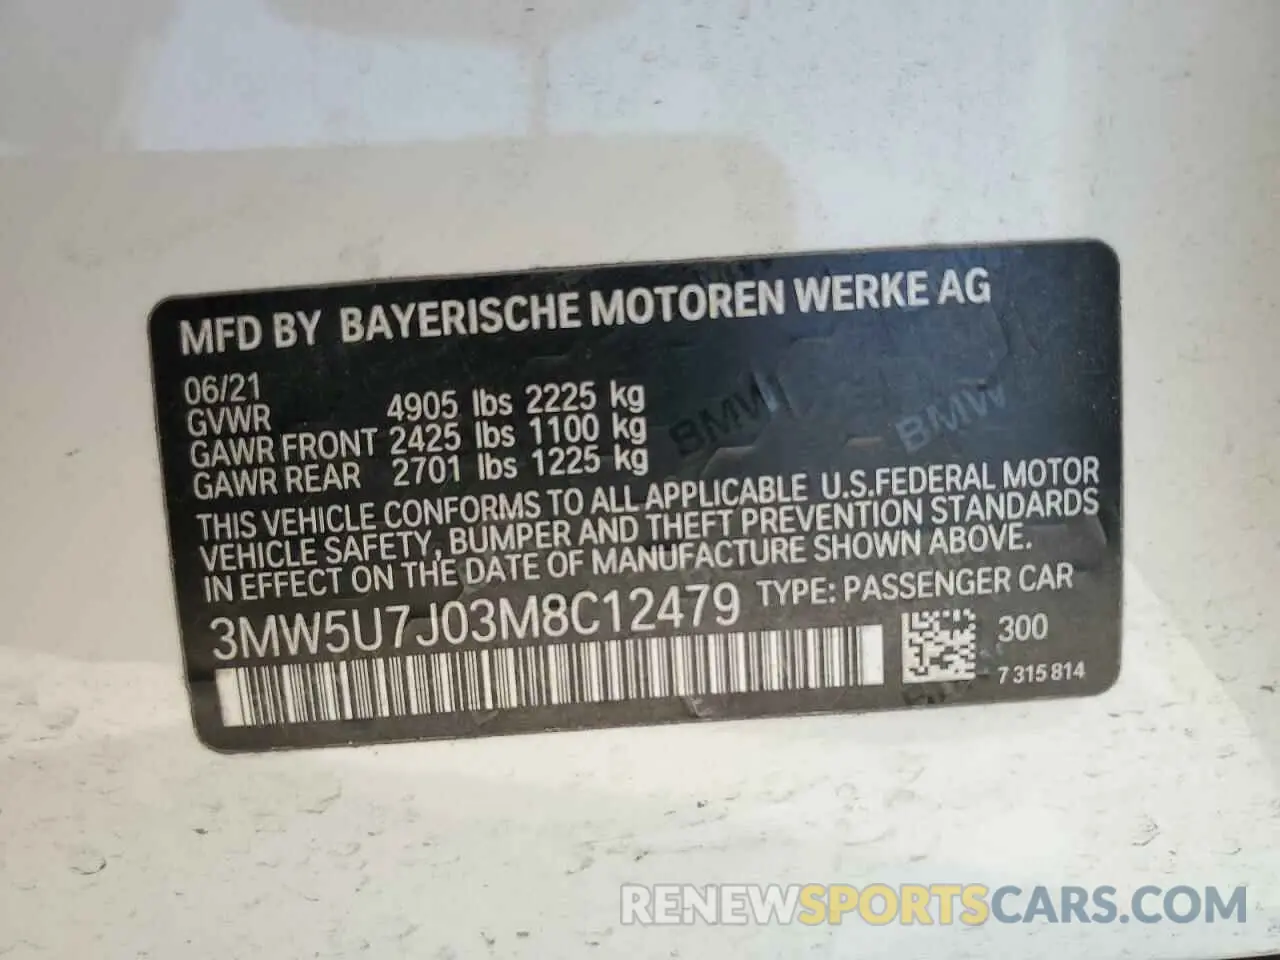 MFD BY BAYERISCHE MOTOREN WERKE AG
06/21
GVWR 4905 lbs 2225 kg
GAWR FRONT 2425 lbs 1100 kg
GAWR REAR 2701 lbs 1225 kg
BMW BMW
THIS VEHICLE CONFORMS TO ALL APPLICABLE U.S.FEDERAL MOTOR
VEHICLE SAFETY, BUMPER AND THEFT PREVENTION STANDARDS
IN EFFECT ON THE DATE OF MANUFACTURE SHOWN ABOVE.
3MW5U7J03M8C12479 TYPE: PASSENGER CAR
300
7 315 814
RENEWSPORTSCARS.COM